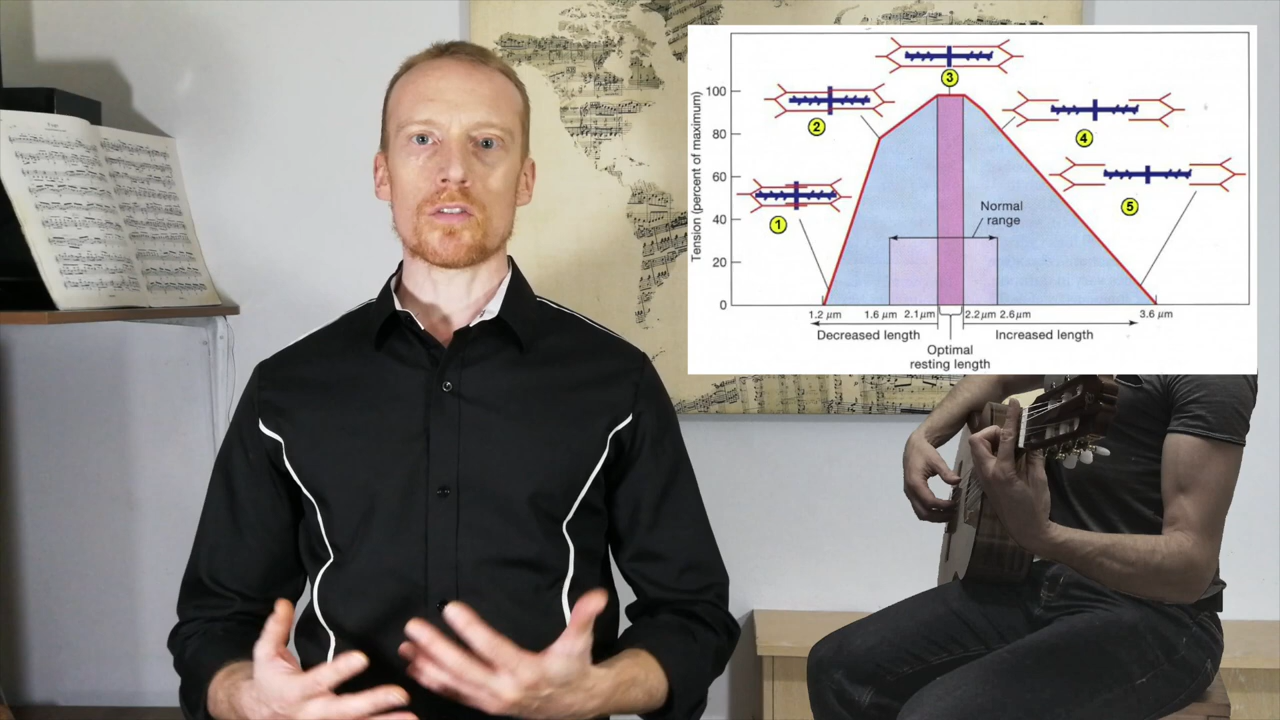 3
100
2
80
4
60
1
5
40
20
0
Tension (percent of maximum)
Normal
range
1.2 μm
1.6 μm
2.1 μm
2.2 μm
2.6 μm
3.6 μm
Decreased length
Increased length
Optimal
resting length